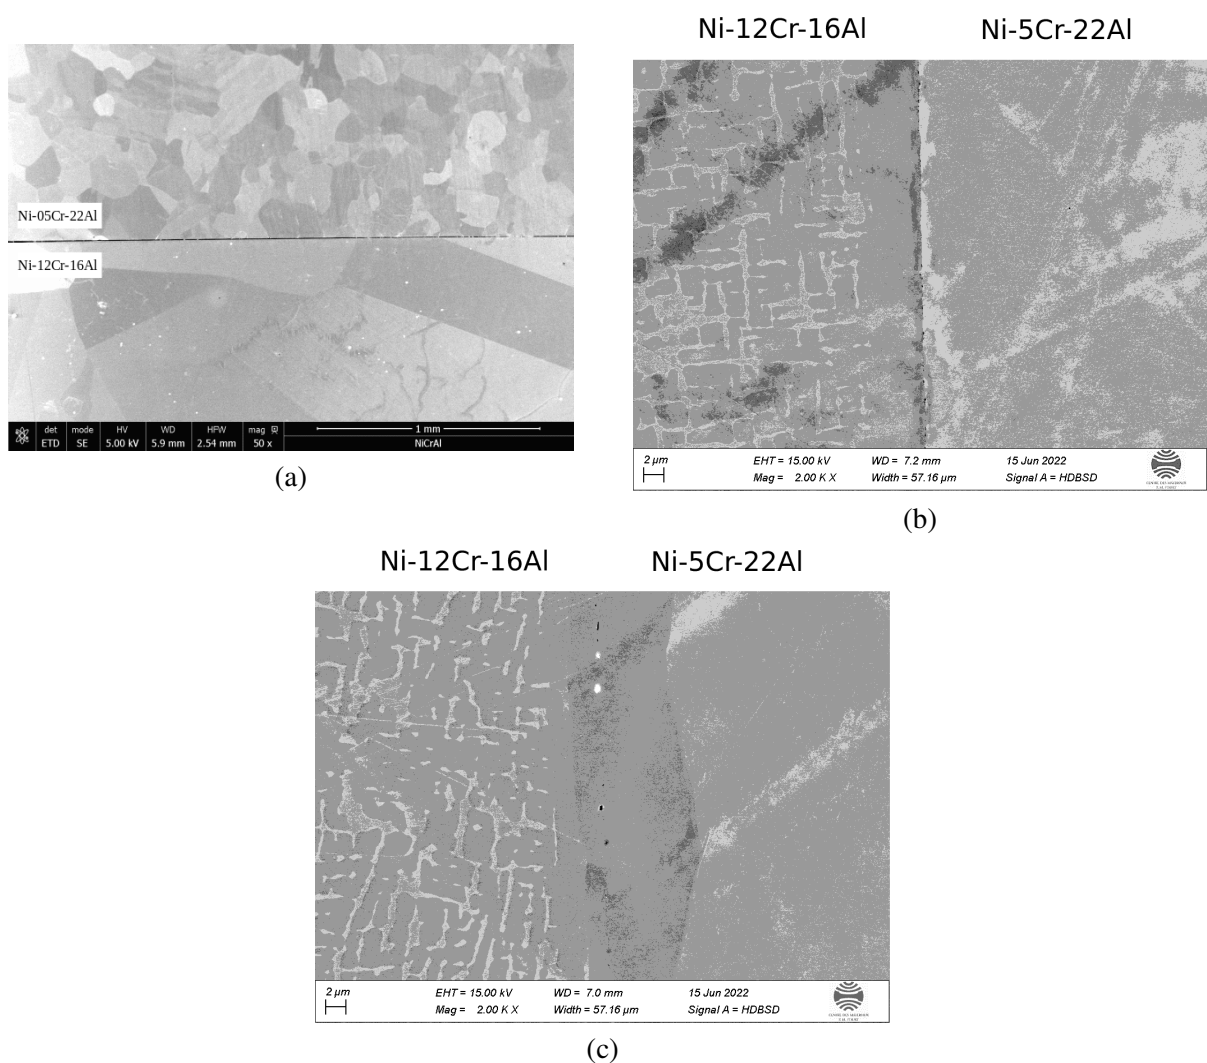 Ni-12Cr-16Al Ni-5Cr-22Al
Ni-05Cr-22Al
Ni-12Cr-16Al
det mode HV WD HFW mag 1 mm
ETD SE 5.00 kV 5.9 mm 2.54 mm 50 x NiCrAl
(a)
2 µm EHT = 15.00 kV WD = 7.2 mm 15 Jun 2022
Mag = 2.00 K X Width = 57.16 µm Signal A = HDBSD
(b)
Ni-12Cr-16Al Ni-5Cr-22Al
2 µm EHT = 15.00 kV WD = 7.0 mm 15 Jun 2022
Mag = 2.00 K X Width = 57.16 µm Signal A = HDBSD
(c)